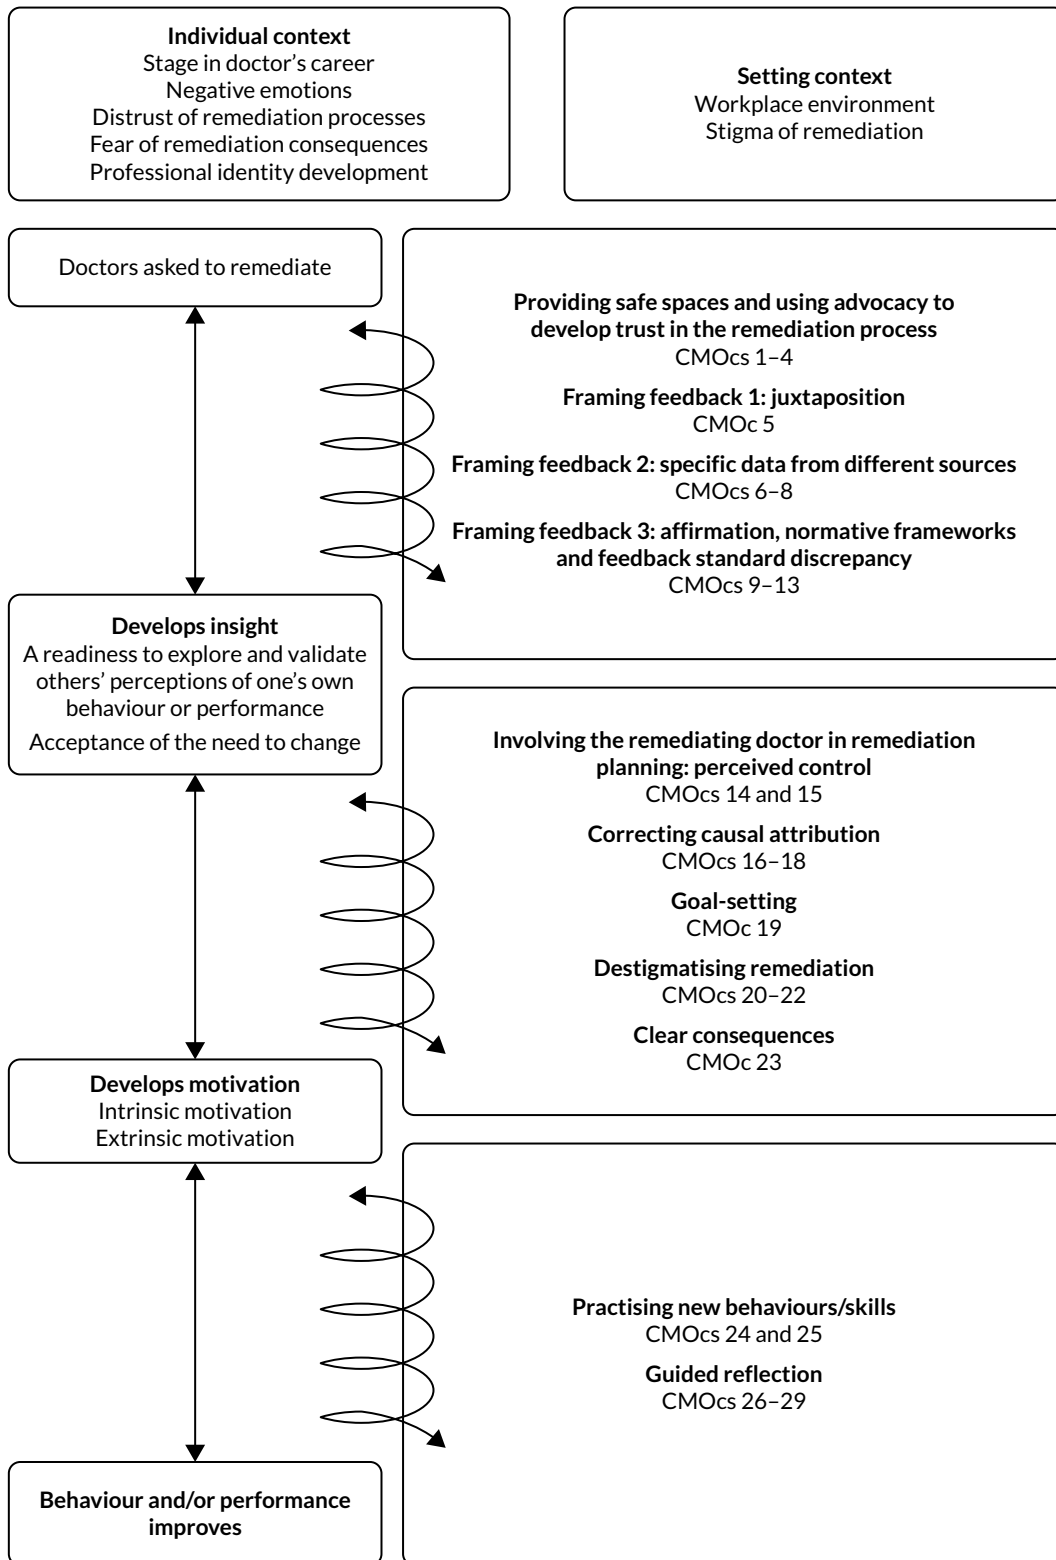 Individual context
Stage in doctor’s career
Negative emotions
Distrust of remediation processes
Fear of remediation consequences
Professional identity development
Setting context
Workplace environment
Stigma of remediation
Doctors asked to remediate
Providing safe spaces and using advocacy to
develop trust in the remediation process
CMOcs 1–4
Framing feedback 1: juxtaposition
CMOc 5
Framing feedback 2: specific data from different sources
CMOcs 6–8
Framing feedback 3: affirmation, normative frameworks
and feedback standard discrepancy
CMOcs 9–13
Develops insight
A readiness to explore and validate
others’ perceptions of one’s own
behaviour or performance
Acceptance of the need to change
Involving the remediating doctor in remediation
planning: perceived control
CMOcs 14 and 15
Correcting causal attribution
CMOcs 16–18
Goal-setting
CMOc 19
Destigmatising remediation
CMOcs 20–22
Clear consequences
CMOc 23
Develops motivation
Intrinsic motivation
Extrinsic motivation
Practising new behaviours/skills
CMOcs 24 and 25
Guided reflection
CMOcs 26–29
Behaviour and/or performance
improves